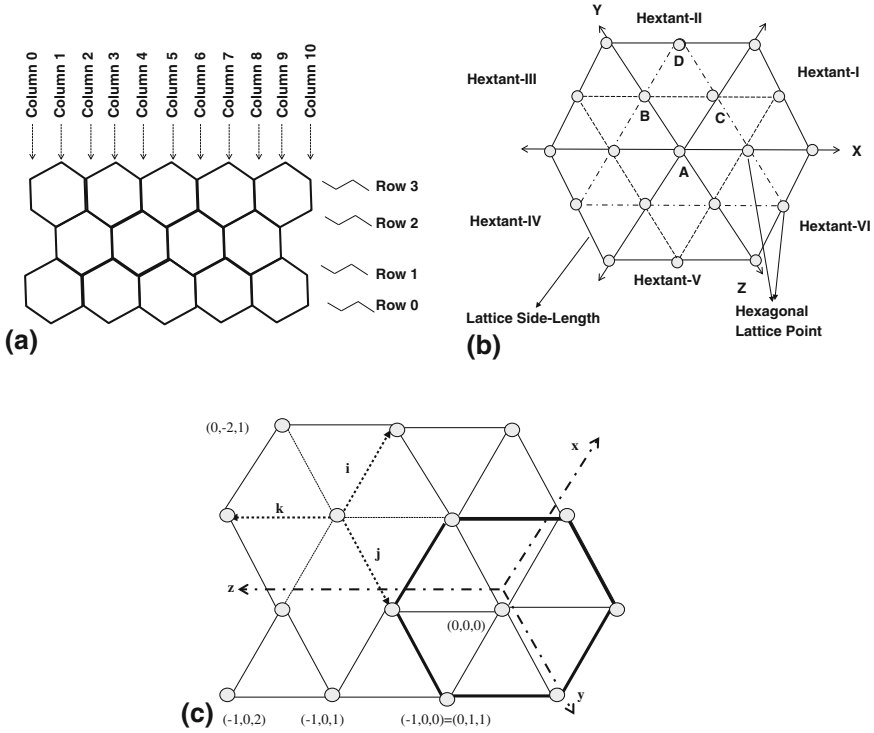 Column 0
Column 1
Column 2
Column 3
Column 4
Column 5
Column 6
Column 7
Column 8
Column 9
Column 10
Row 3
Row 2
Row 1
Row 0
(a)
Y
Hextant-II
D
Hextant-III
Hextant-I
B
C
X
A
Hextant-IV
Hextant-VI
Hextant-V
Z
Lattice Side-Length
Hexagonal
Lattice Point
(b)
(0,-2,1)
x
i
k
j
z
(0,0,0)
y
(-1,0,2)
(-1,0,1)
(-1,0,0)=(0,1,1)
(c)